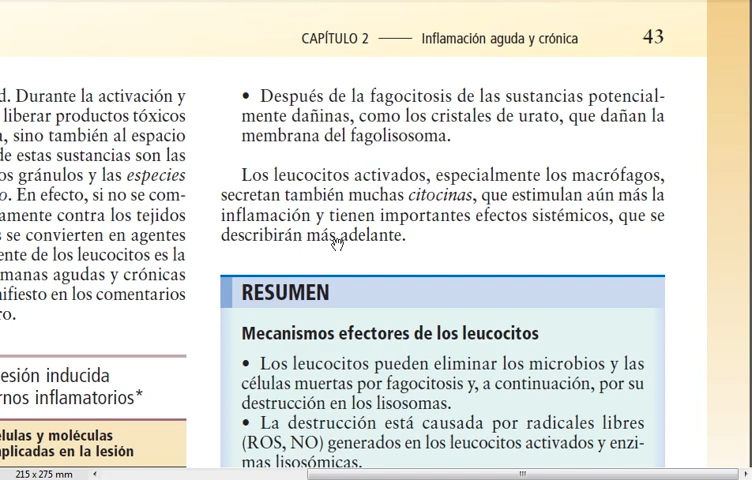 CAPÍTULO 2 —— Inflamación aguda y crónica 43
d. Durante la activación y
liberar productos tóxicos
, sino también al espacio
de estas sustancias son las
os gránulos y las especies
o. En efecto, si no se com-
amente contra los tejidos
se convierten en agentes
ente de los leucocitos es la
manas agudas y crónicas
nifiesto en los comentarios
ro.
esión inducida
rnos inflamatorios*
élulas y moléculas
mplicadas en la lesión
• Después de la fagocitosis de las sustancias potencial-
mente dañinas, como los cristales de urato, que dañan la
membrana del fagolisosoma.
Los leucocitos activados, especialmente los macrófagos,
secretan también muchas citocinas, que estimulan aún más la
inflamación y tienen importantes efectos sistémicos, que se
describirán más adelante.
RESUMEN
Mecanismos efectores de los leucocitos
• Los leucocitos pueden eliminar los microbios y las
células muertas por fagocitosis y, a continuación, por su
destrucción en los lisosomas.
• La destrucción está causada por radicales libres
(ROS, NO) generados en los leucocitos activados y enzi-
mas lisosómicas.
215 x 275 mm